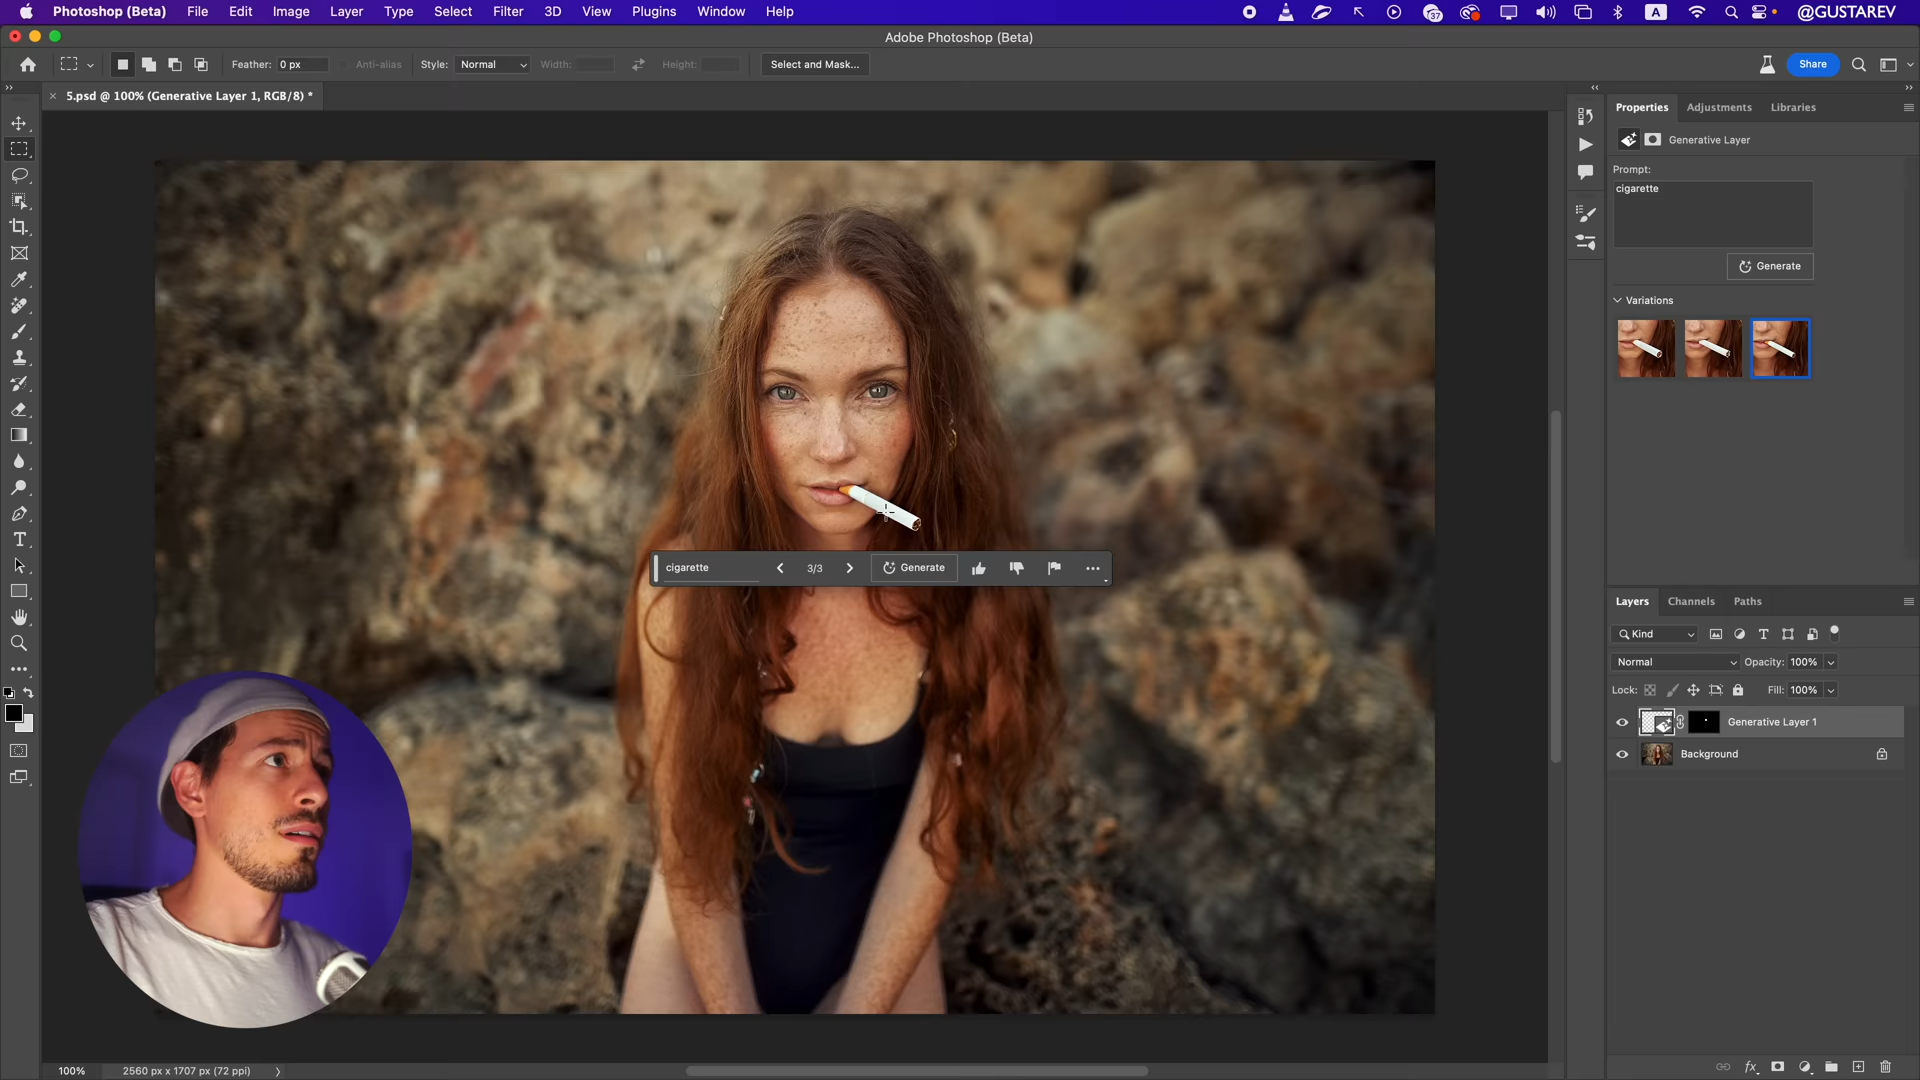 Photoshop (Beta) File Edit Image Layer Type Select Filter 3D View Plugins Window Help 37 A @GUSTAREV
Adobe Photoshop (Beta)
Feather: 0 px Anti-alias Style: Normal Width: Height: Select and Mask... Share
5.psd @ 100% (Generative Layer 1, RGB/8) *
Properties Adjustments Libraries
Generative Layer
Prompt:
cigarette
Generate
Variations
cigarette 3/3 Generate
Layers Channels Paths
Kind
Normal Opacity: 100%
Lock: Fill: 100%
Generative Layer 1
Background
100% 2560 px x 1707 px (72 ppi)